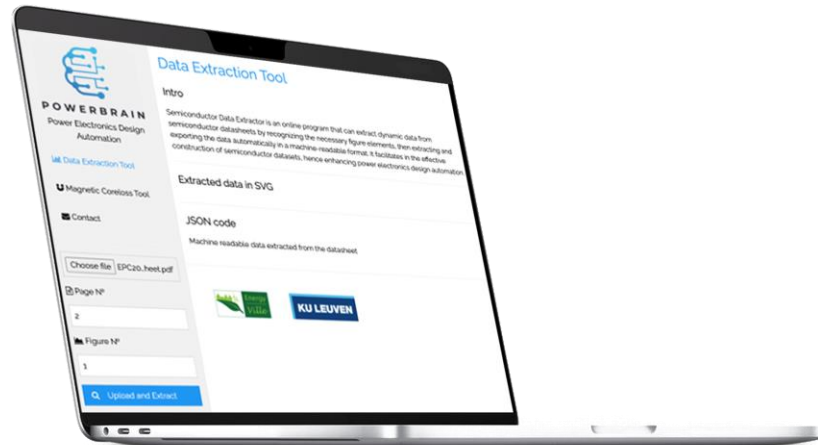 POWERBRAIN
Power Electronics Design
Automation
Data Extraction Tool
Magnetic Coreloss Tool
Contact
Choose file EPC20..heet.pdf
Page Nº
2
Figure Nº
1
Upload and Extract
Data Extraction Tool
Intro
Semiconductor Data Extractor is an online program that can extract dynamic data from
semiconductor datasheets by recognizing the necessary figure elements, then extracting and
exporting the data automatically in a machine-readable format. it facilitates in the effective
construction of semiconductor datasets, hence enhancing power electronics design automation.
Extracted data in SVG
JSON code
Machine readable data extracted from the datasheet
Energy
Ville
KU LEUVEN